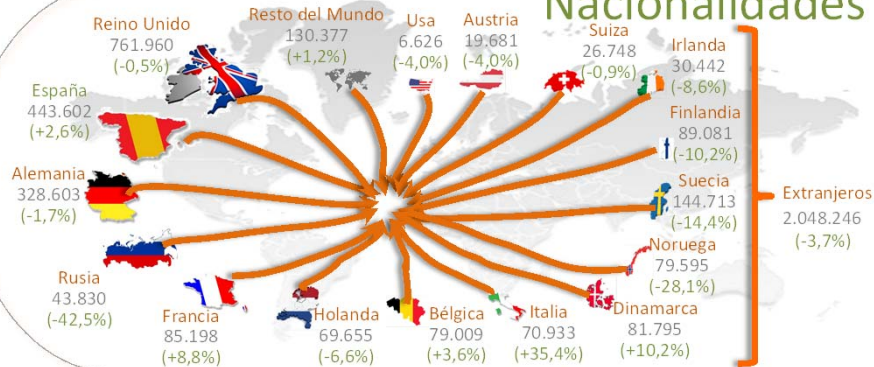 Nacionalidades
Reino Unido
761.960
(-0,5%)
Resto del Mundo
130.377
(+1,2%)
Usa
6.626
(-4,0%)
Austria
19.681
(-4,0%)
Suiza
26.748
(-0,9%)
Irlanda
30.442
(-8,6%)
España
443.602
(+2,6%)
Finlandia
89.081
(-10,2%)
Alemania
328.603
(-1,7%)
Suecia
144.713
(-14,4%)
Extranjeros
2.048.246
(-3,7%)
Rusia
43.830
(-42,5%)
Noruega
79.595
(-28,1%)
Francia
85.198
(+8,8%)
Holanda
69.655
(-6,6%)
Bélgica
79.009
(+3,6%)
Italia
70.933
(+35,4%)
Dinamarca
81.795
(+10,2%)